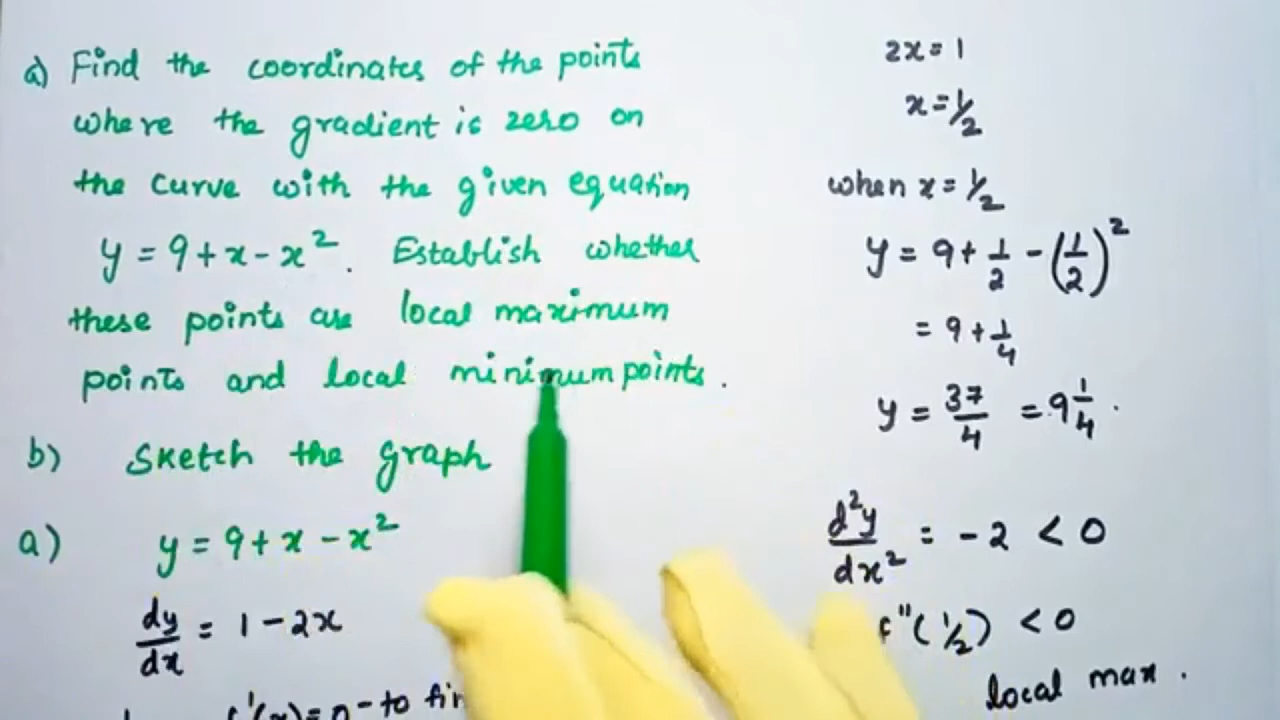 a) Find the coordinates of the points
where the gradient is zero on
the curve with the given equation
y = 9 + x - x². Establish whether
these points are local maximum
points and local minimum points.
b) Sketch the graph
a) y = 9 + x - x²
dy/dx = 1 - 2x
f'(x) = 0 - to
2x = 1
x = 1/2
when x = 1/2
y = 9 + 1/2 - (1/2)²
= 9 + 1/4
y = 37/4 = 9 1/4.
d²y/dx² = -2 < 0
f"(1/2) < 0
local max.